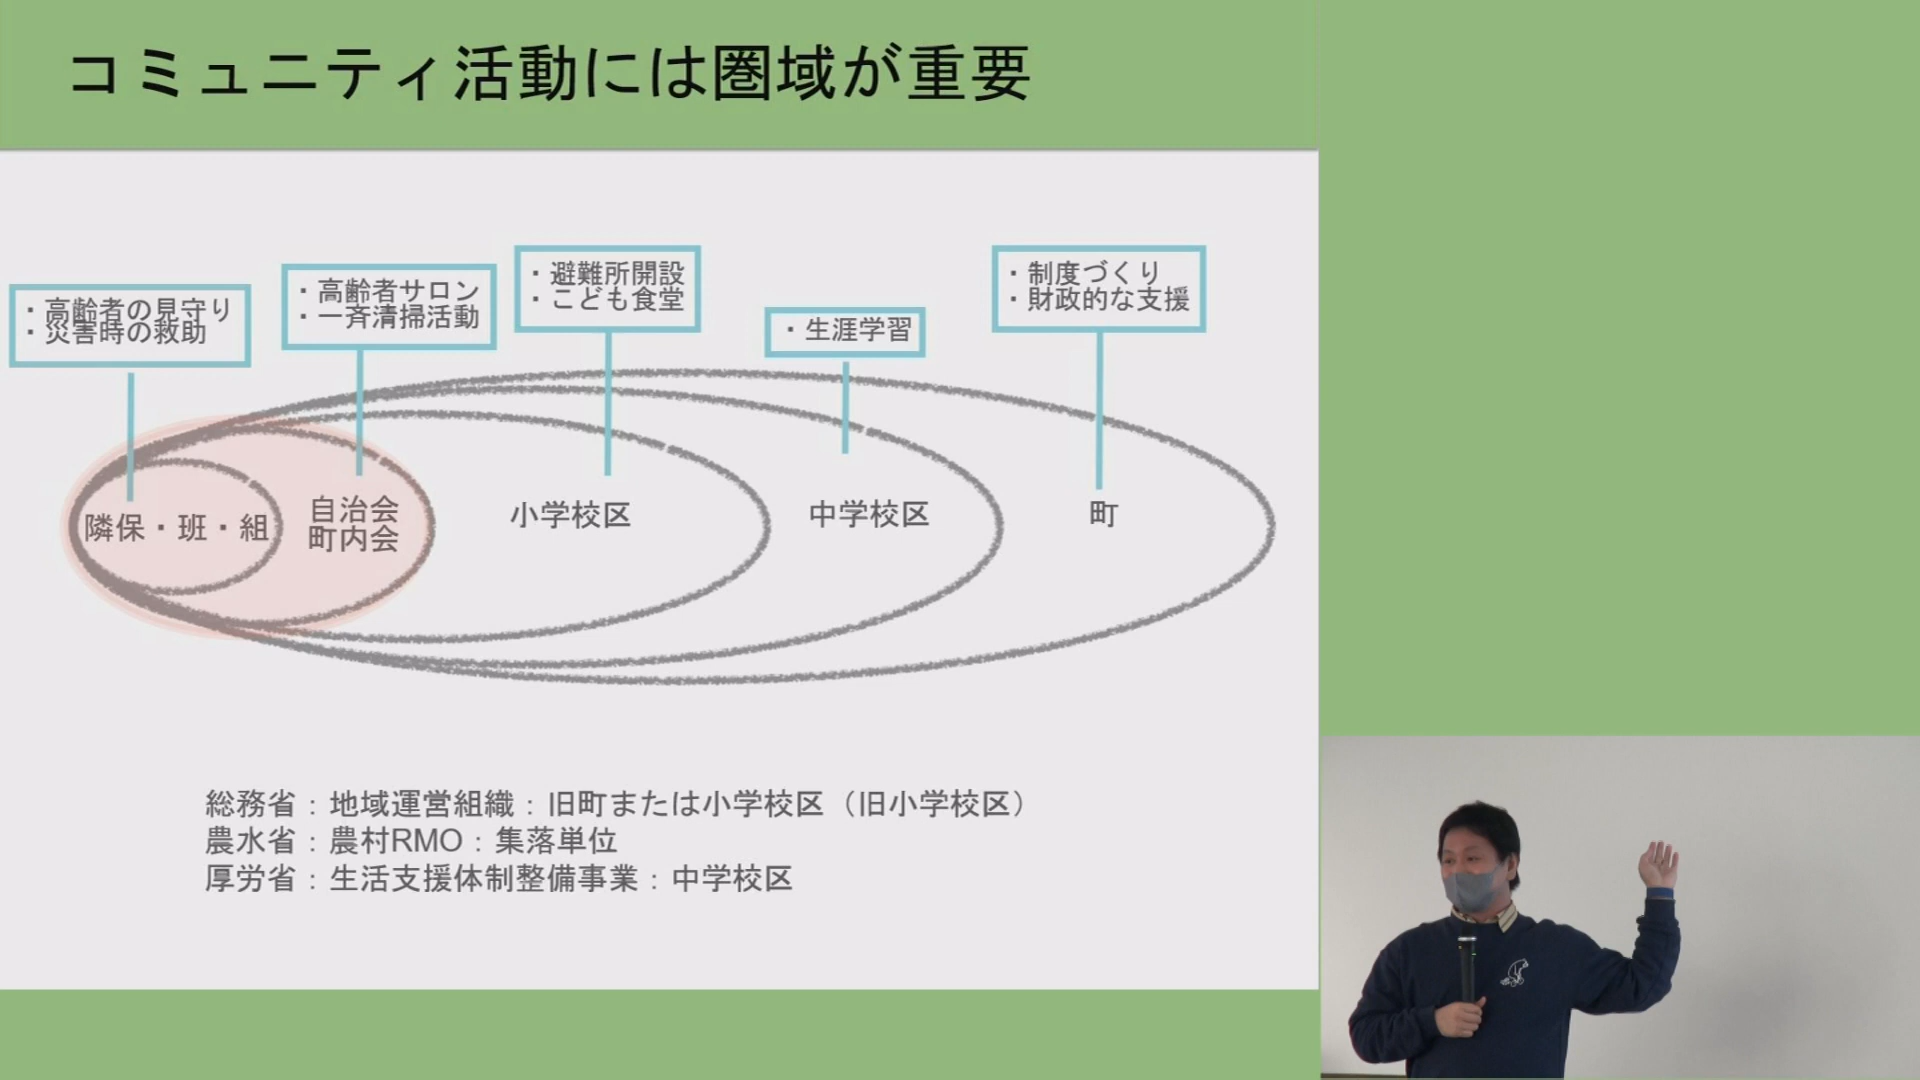 コミュニティ活動には圏域が重要
・高齢者の見守り
・災害時の救助
・高齢者サロン
・一斉清掃活動
・避難所開設
・こども食堂
・生涯学習
・制度づくり
・財政的な支援
隣保・班・組
自治会
町内会
小学校区
中学校区
町
総務省：地域運営組織：旧町または小学校区（旧小学校区）
農水省：農村RMO：集落単位
厚労省：生活支援体制整備事業：中学校区